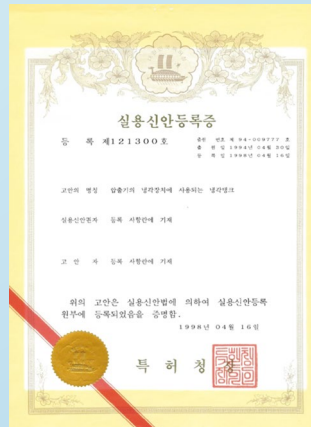 실용신안등록증
등 록 제121300호
출원 번호 제 94-009777 호
출 원 일 1994년 04월 30일
등 록 일 1998년 04월 16일
고안의 명칭 압출기의 냉각장치에 사용되는 냉각탱크
실용신안권자 등록 사항란에 기재
고 안 자 등록 사항란에 기재
위의 고안은 실용신안법에 의하여 실용신안등록
원부에 등록되었음을 증명함.
1998년 04월 16일
특 허 청 장